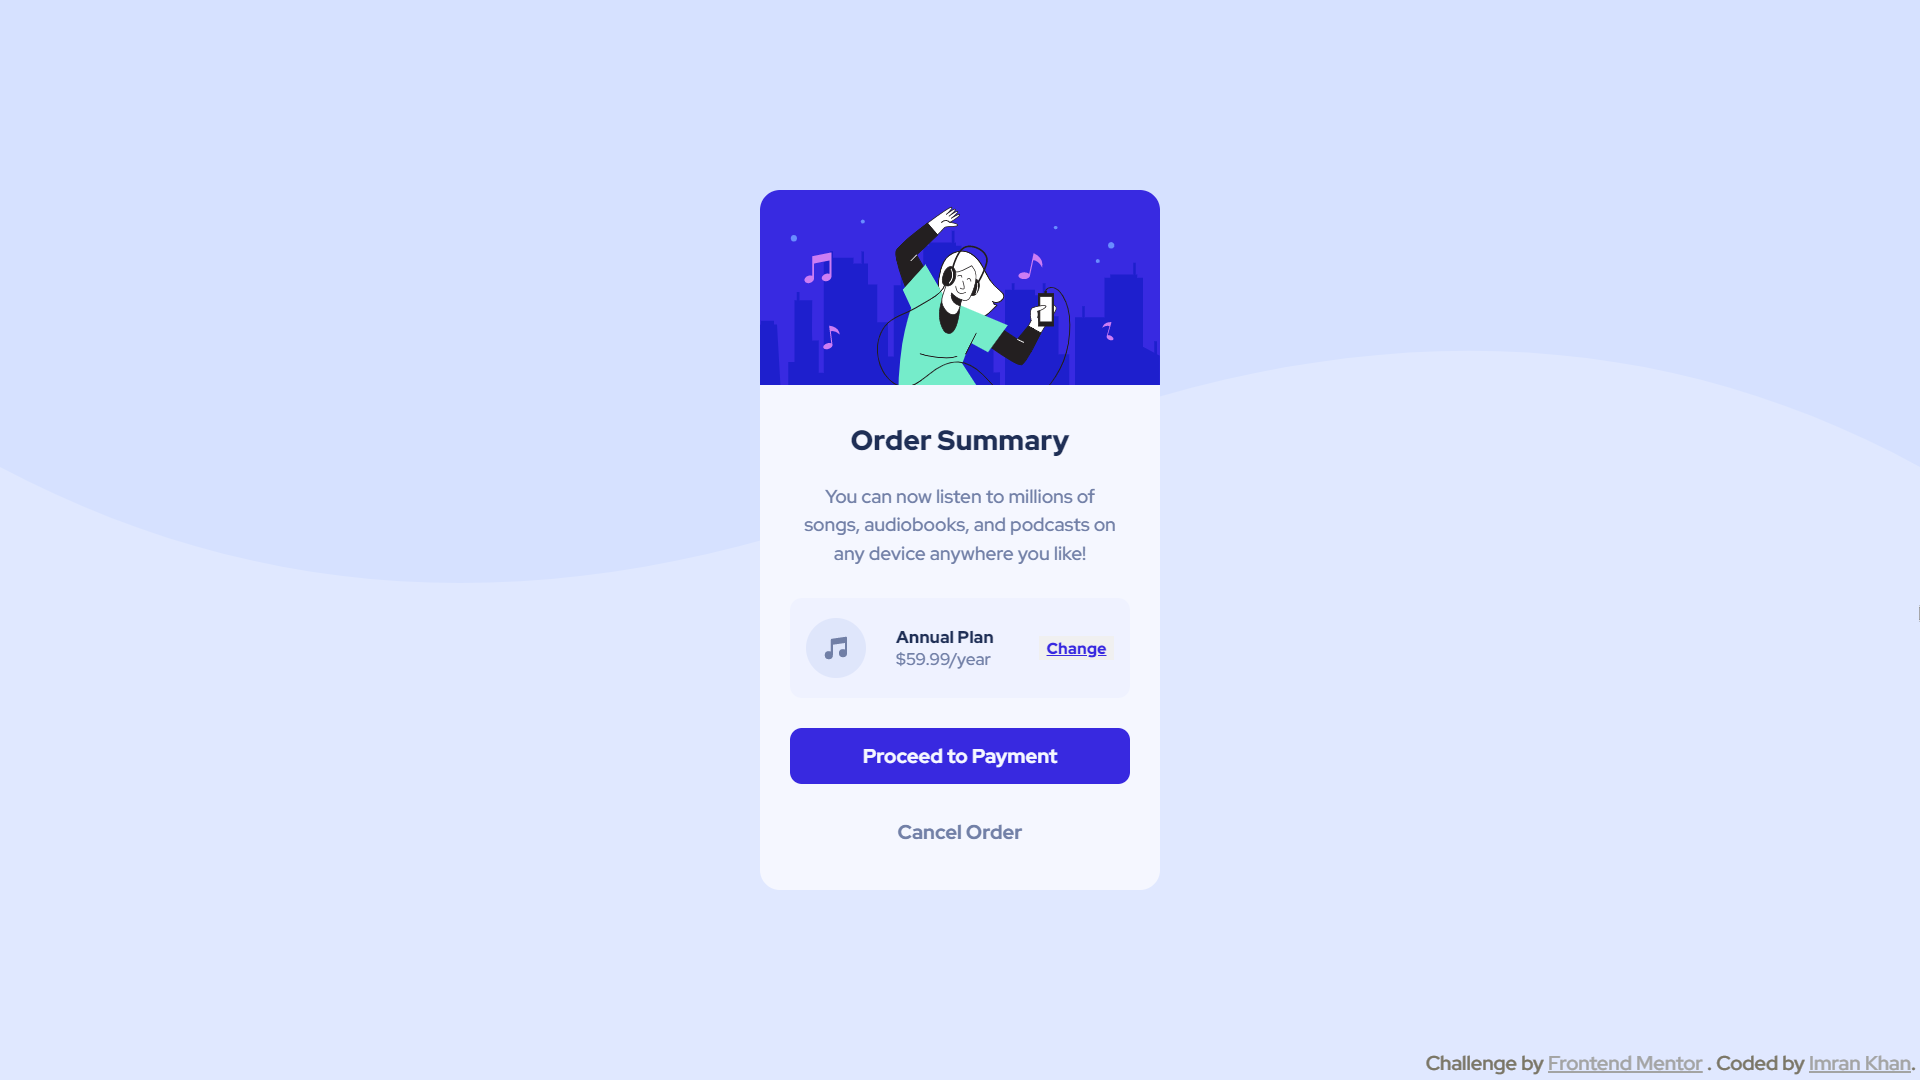 Order Summary
You can now listen to millions of
songs, audiobooks, and podcasts on
any device anywhere you like!
Annual Plan
$59.99/year
Change
Proceed to Payment
Cancel Order
Challenge by Frontend Mentor . Coded by Imran Khan.